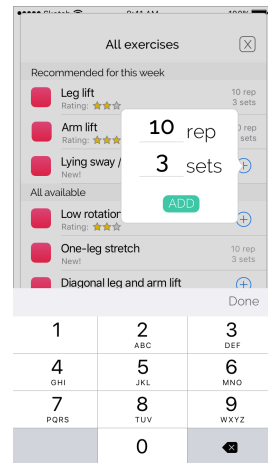 Sketch 9:41 AM 100%
All exercises X
Recommended for this week
Leg lift 10 rep
Rating: 3 sets
Arm lift rep
Rating: sets
Lying sway /
New!
10 rep
3 sets
ADD
All available
Low rotation
Rating:
One-leg stretch 10 rep
New! 3 sets
Diagonal leg and arm lift
Done
1 2 3
ABC DEF
4 5 6
GHI JKL MNO
7 8 9
PQRS TUV WXYZ
0